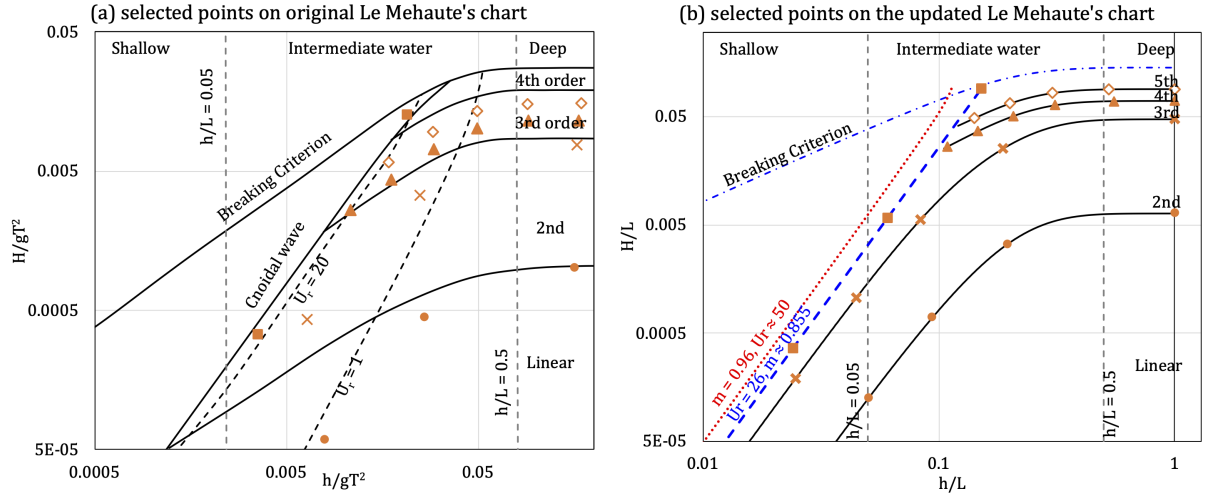 (a) selected points on original Le Mehaute's chart
0.05
Shallow
Intermediate water
Deep
4th order
3rd order
h/L = 0.05
0.005
Breaking Criterion
H/gT²
2nd
Cnoidal wave
Uᵣ = 20
0.0005
Uᵣ = 1
h/L = 0.5
Linear
5E-05
0.0005
0.005
0.05
h/gT²
(b) selected points on the updated Le Mehaute's chart
Shallow
Intermediate water
Deep
5th
4th
3rd
0.05
Breaking Criterion
2nd
H/L
0.005
m = 0.96, Ur ≈ 50
Ur = 26, m ≈ 0.855
0.0005
h/L = 0.05
h/L = 0.5
Linear
5E-05
0.01
0.1
1
h/L